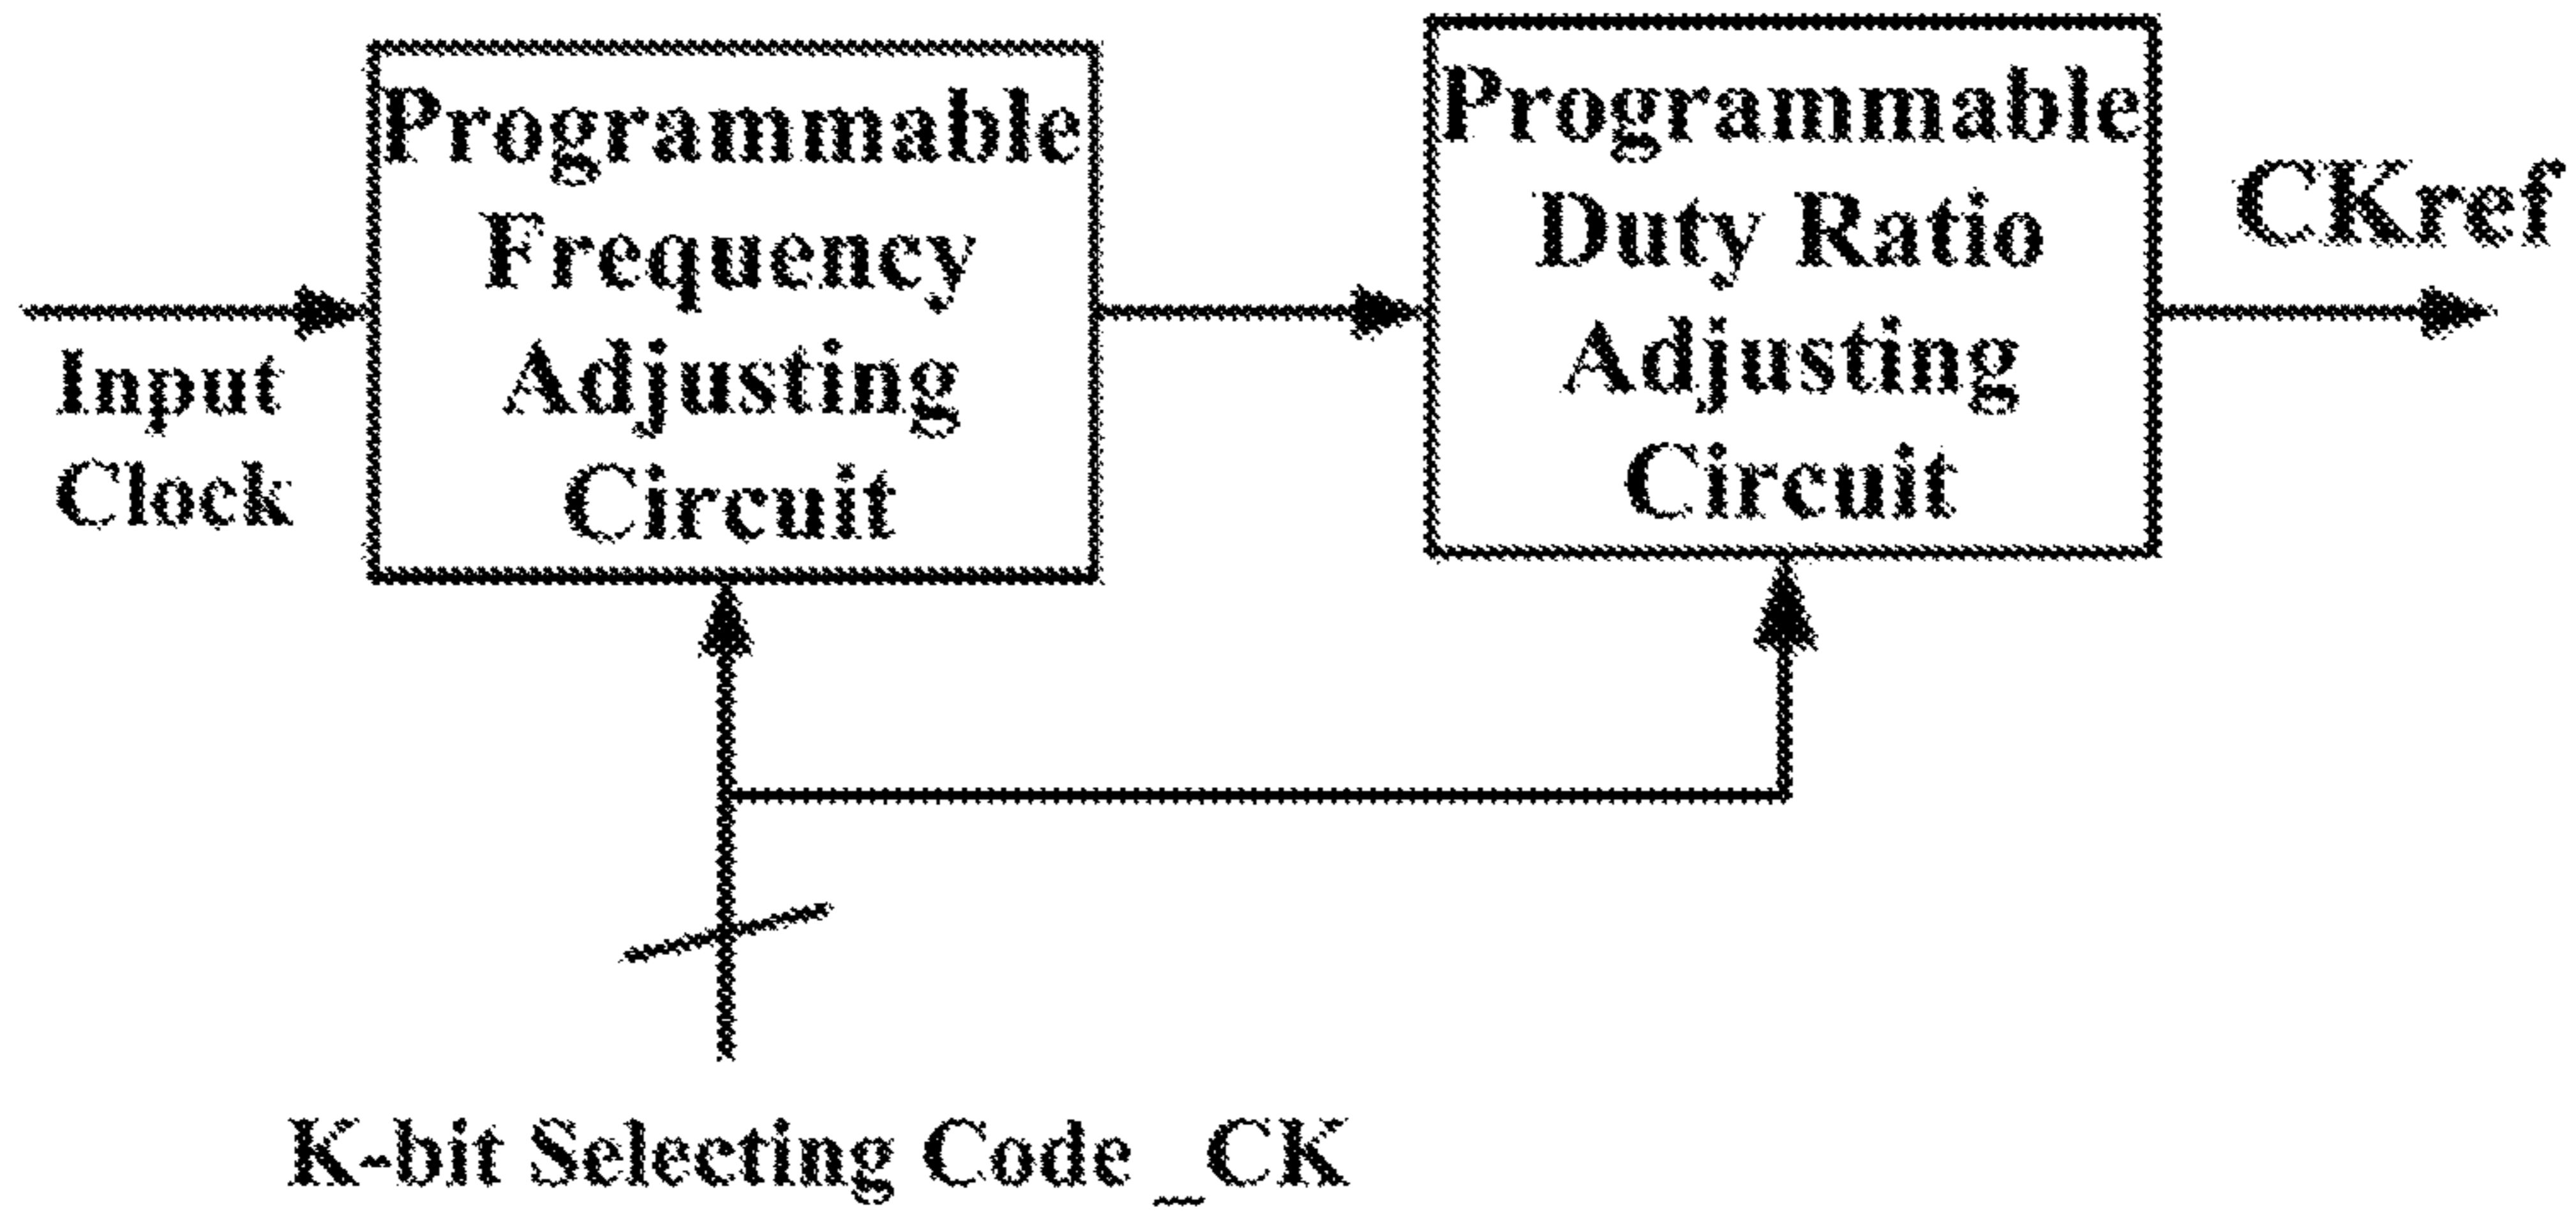 Programmable
Frequency
Adjusting
Circuit
Programmable
Duty Ratio
Adjusting
Circuit
CKref
Input
Clock
K-bit Selecting Code _CK